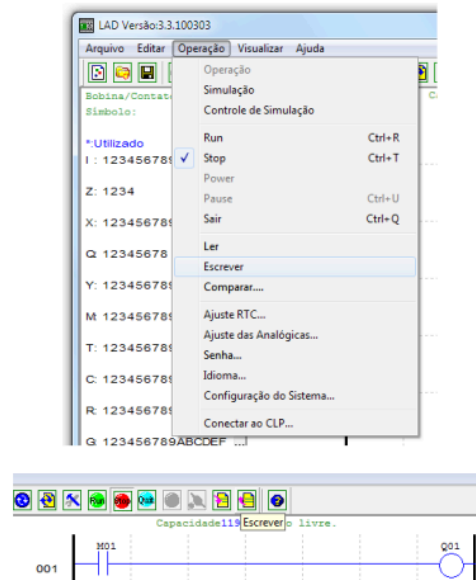 LAD Versão:3.3.100303
Arquivo Editar Operação Visualizar Ajuda
Bobina/Contat
Símbolo:
*:Utilizado
I : 123456789
Z: 1234
X: 123456789
Q: 12345678
Y: 123456789
M: 123456789
T: 123456789
C: 123456789
R: 123456789
G: 123456789ABCDEF ...
Operação
Simulação
Controle de Simulação
Run Ctrl+R
✓ Stop Ctrl+T
Power
Pause Ctrl+U
Sair Ctrl+Q
Ler
Escrever
Comparar....
Ajuste RTC...
Ajuste das Analógicas...
Senha...
Idioma...
Configuração do Sistema...
Conectar ao CLP...
Run Stop Quit
Capacidade119 Escrever o livre.
M01 Q01
001